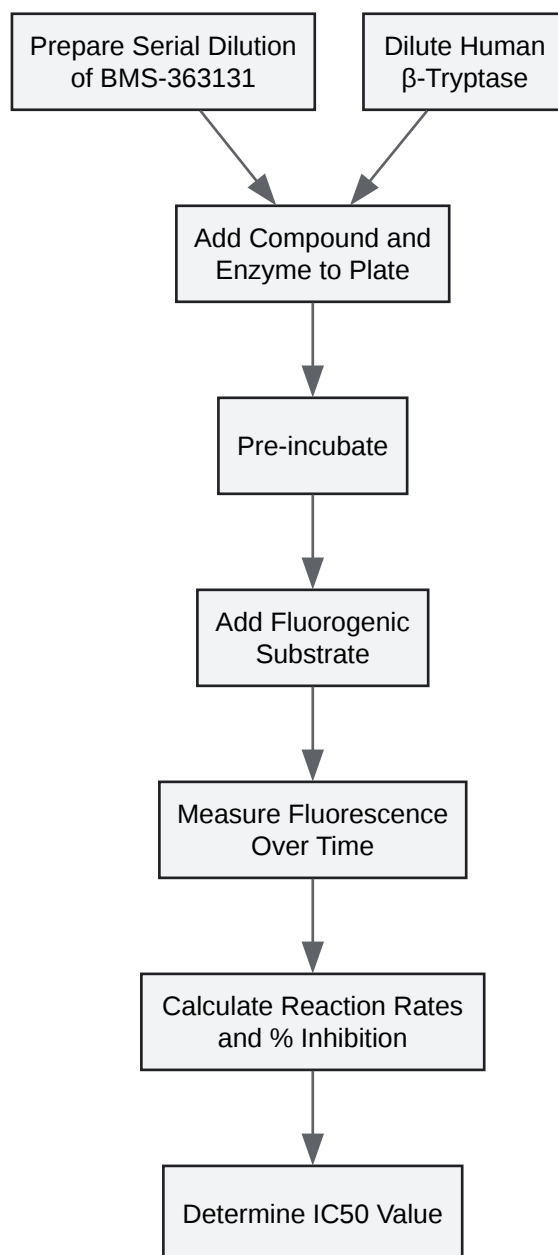 Prepare Serial Dilution
of BMS-363131
Dilute Human
β-Tryptase
Add Compound and
Enzyme to Plate
Pre-incubate
Add Fluorogenic
Substrate
Measure Fluorescence
Over Time
Calculate Reaction Rates
and % Inhibition
Determine IC50 Value